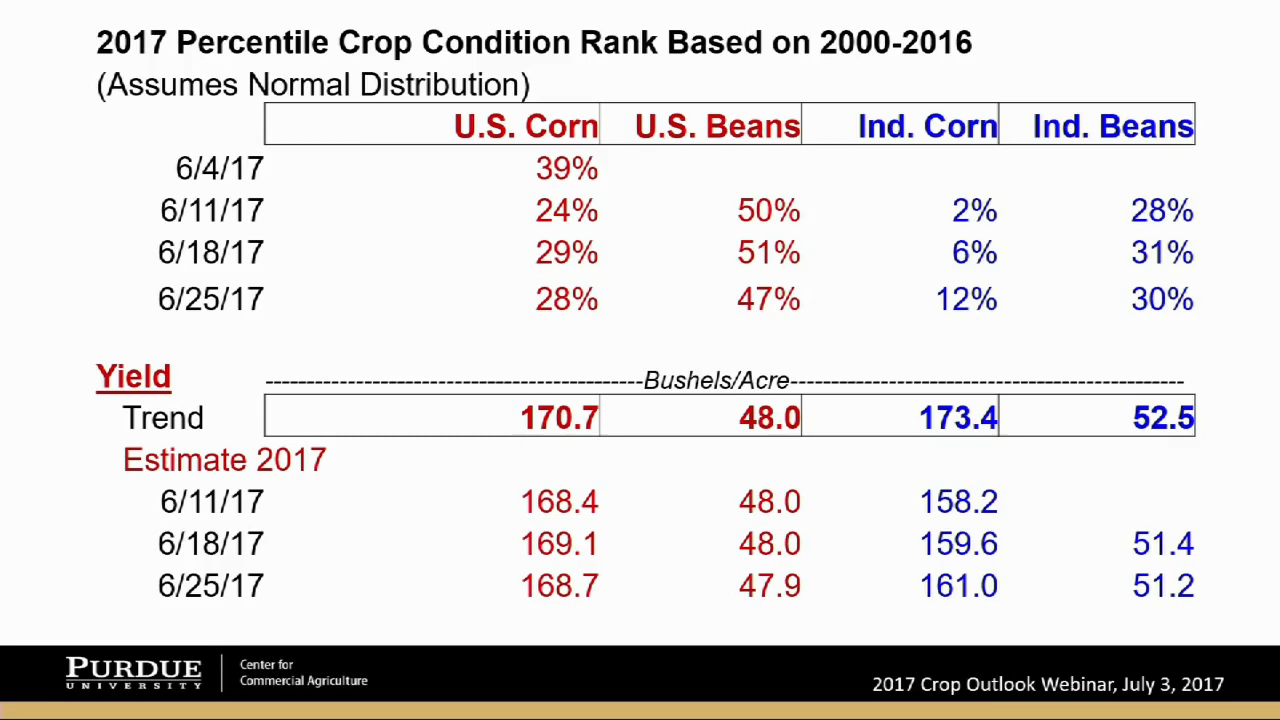 2017 Percentile Crop Condition Rank Based on 2000-2016
(Assumes Normal Distribution)
U.S. Corn U.S. Beans Ind. Corn Ind. Beans
6/4/17 39%
6/11/17 24% 50% 2% 28%
6/18/17 29% 51% 6% 31%
6/25/17 28% 47% 12% 30%
Yield ------------------------------------------------Bushels/Acre--------------------------------------------------
Trend 170.7 48.0 173.4 52.5
Estimate 2017
6/11/17 168.4 48.0 158.2
6/18/17 169.1 48.0 159.6 51.4
6/25/17 168.7 47.9 161.0 51.2
PURDUE
UNIVERSITY
Center for
Commercial Agriculture
2017 Crop Outlook Webinar, July 3, 2017